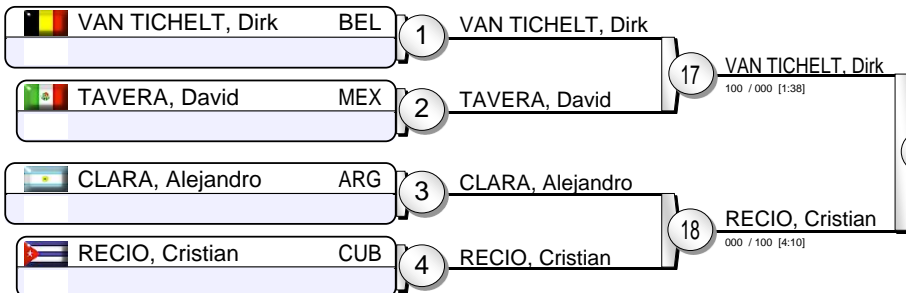 VAN TICHELT, Dirk BEL
1
VAN TICHELT, Dirk
17
VAN TICHELT, Dirk
100 / 000 [1:38]
TAVERA, David MEX
2
TAVERA, David
CLARA, Alejandro ARG
3
CLARA, Alejandro
18
RECIO, Cristian
000 / 100 [4:10]
RECIO, Cristian CUB
4
RECIO, Cristian